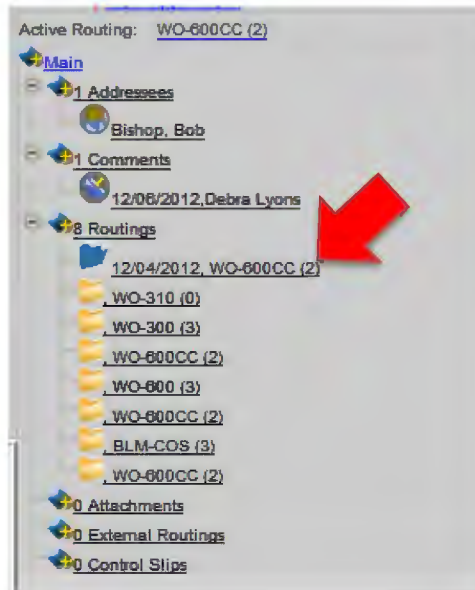 Active Routing: WO-600CC (2)
Main
1 Addressees
Bishop, Bob
1 Comments
12/06/2012,Debra Lyons
8 Routings
12/04/2012, WO-600CC (2)
, WO-310 (0)
, WO-300 (3)
, WO-600CC (2)
, WO-600 (3)
, WO-600CC (2)
, BLM-COS (3)
, WO-600CC (2)
0 Attachments
0 External Routings
0 Control Slips